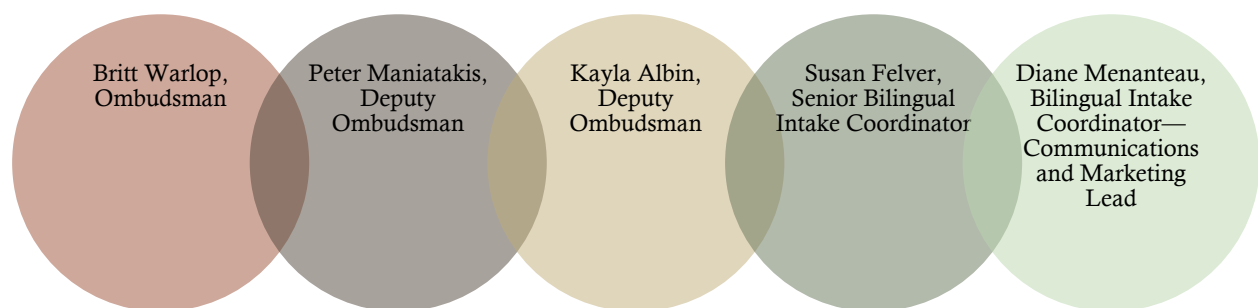 Britt Warlop,
Ombudsman
Peter Maniatakis,
Deputy
Ombudsman
Kayla Albin,
Deputy
Ombudsman
Susan Felver,
Senior Bilingual
Intake Coordinator
Diane Menanteau,
Bilingual Intake
Coordinator—
Communications
and Marketing
Lead